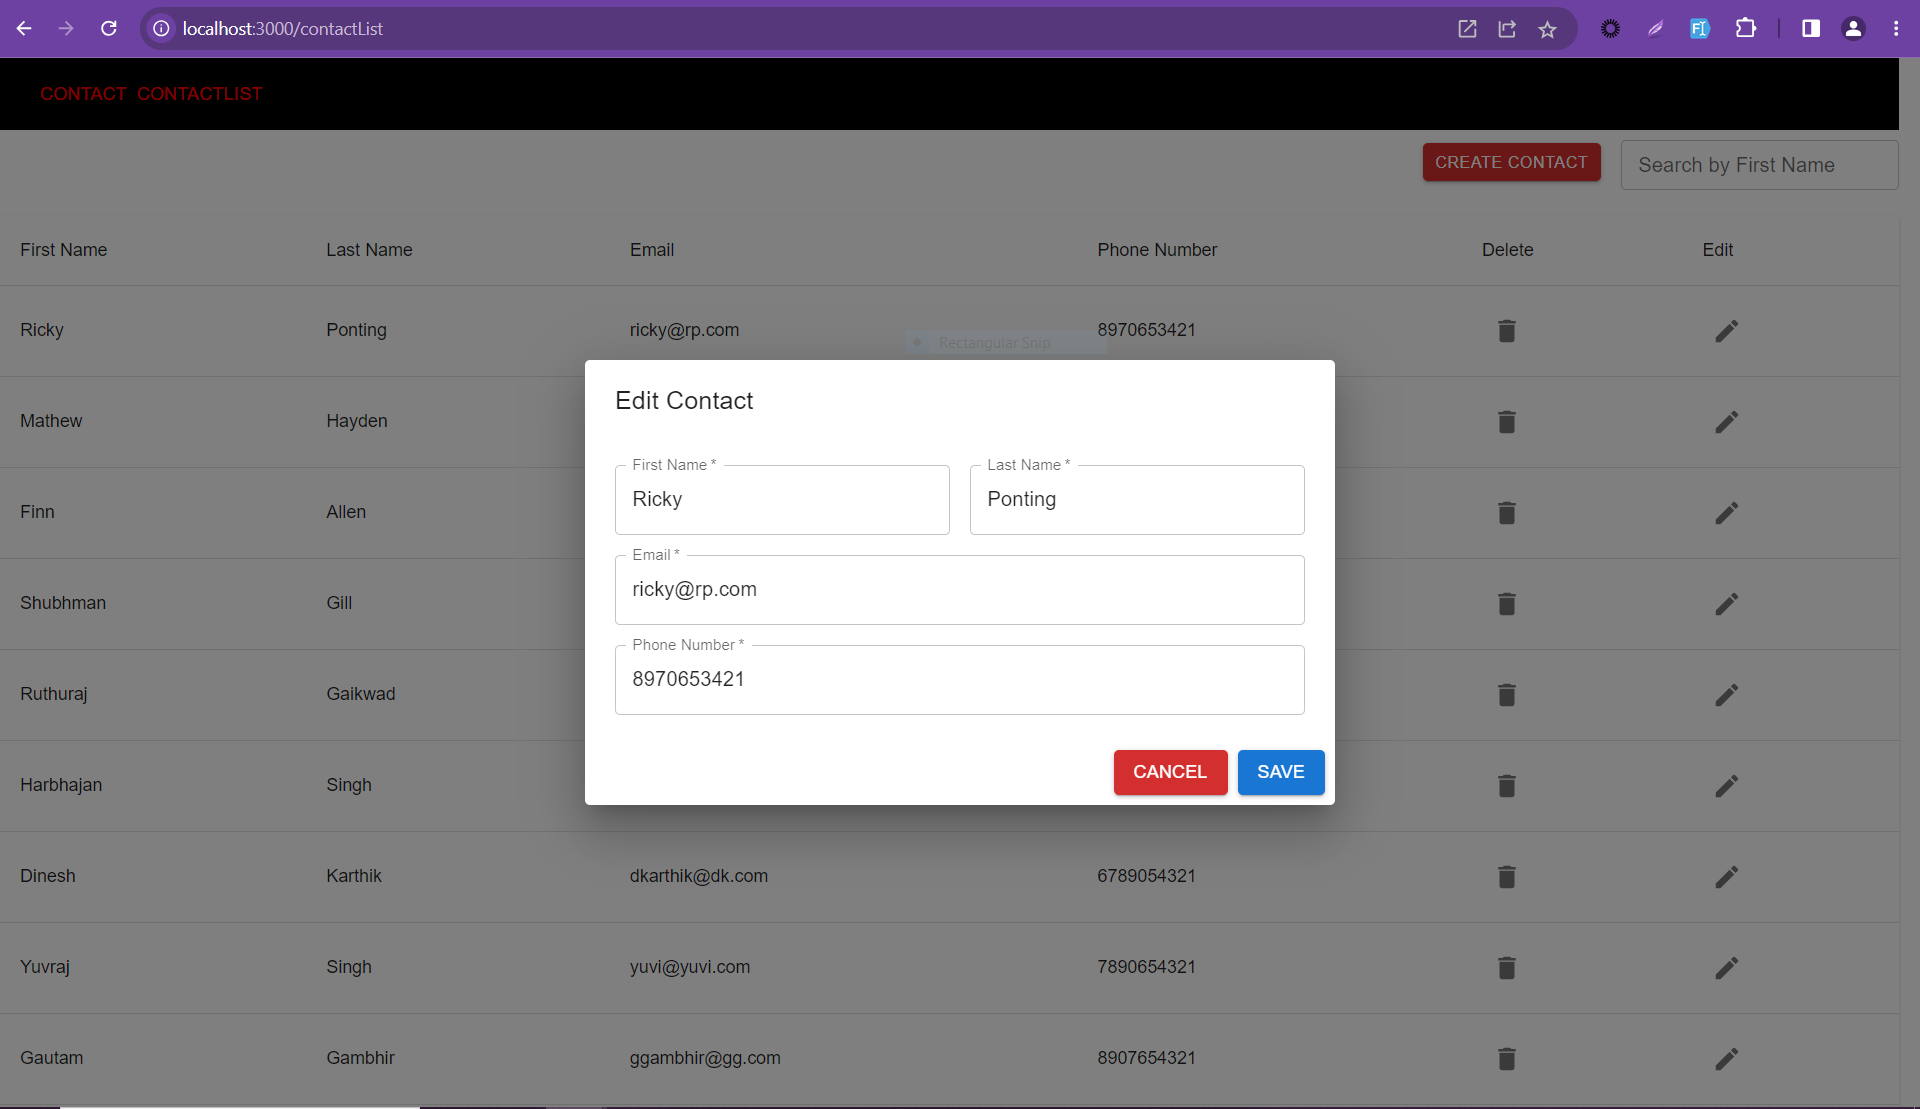 localhost:3000/contactList
CONTACT CONTACTLIST
CREATE CONTACT Search by First Name
First Name Last Name Email Phone Number Delete Edit
Ricky Ponting ricky@rp.com 8970653421
Rectangular Snip
Mathew Hayden
Finn Allen
Shubhman Gill
Ruthuraj Gaikwad
Harbhajan Singh
Dinesh Karthik dkarthik@dk.com 6789054321
Yuvraj Singh yuvi@yuvi.com 7890654321
Gautam Gambhir ggambhir@gg.com 8907654321
Edit Contact
First Name * Last Name *
Ricky Ponting
Email *
ricky@rp.com
Phone Number *
8970653421
CANCEL SAVE